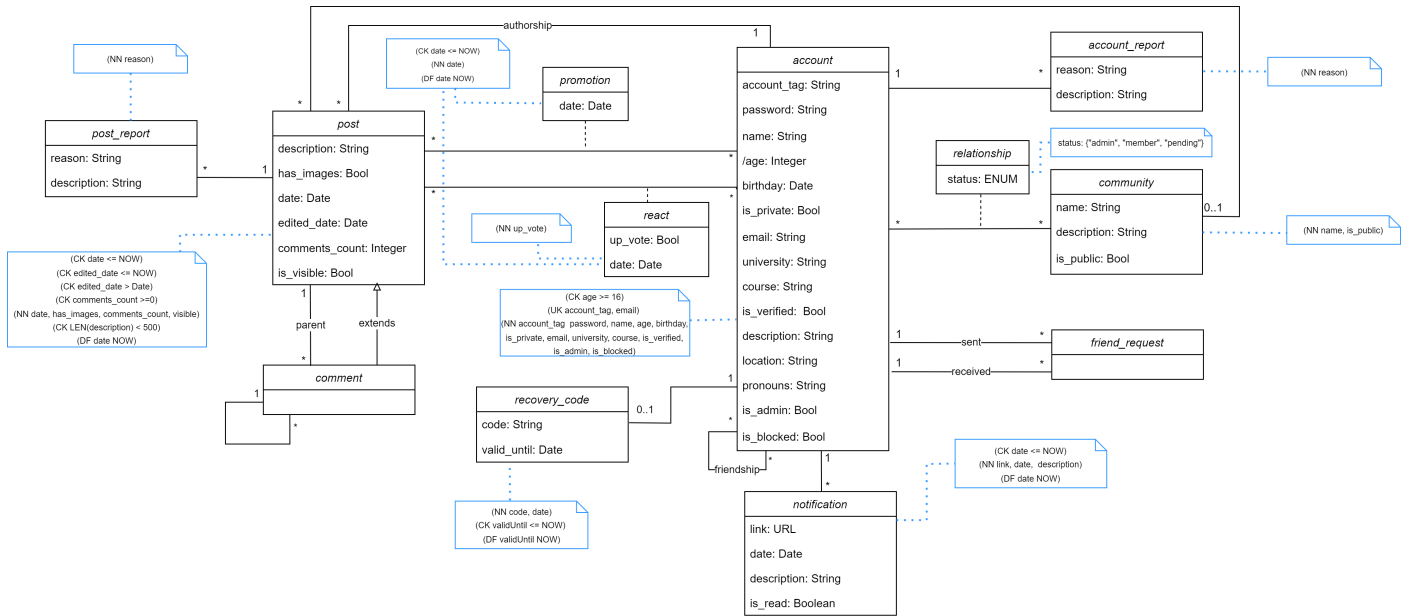 authorship
1
*
*
(NN reason)
post_report
reason: String
description: String
*
1
(CK date <= NOW)
(NN date)
(DF date NOW)
promotion
date: Date
post
description: String
has_images: Bool
date: Date
edited_date: Date
comments_count: Integer
is_visible: Bool
*
*
*
*
react
up_vote: Bool
date: Date
(NN up_vote)
(CK date <= NOW)
(CK edited_date <= NOW)
(CK edited_date > Date)
(CK comments_count >=0)
(NN date, has_images, comments_count, visible)
(CK LEN(description) < 500)
(DF date NOW)
1
parent
*
extends
comment
1
*
account
account_tag: String
password: String
name: String
/age: Integer
birthday: Date
is_private: Bool
email: String
university: String
course: String
is_verified:  Bool
description: String
location: String
pronouns: String
is_admin: Bool
is_blocked: Bool
(CK age >= 16)
(UK account_tag, email)
(NN account_tag  password, name, age, birthday,
is_private, email, university, course, is_verified,
is_admin, is_blocked)
recovery_code
code: String
valid_until: Date
0..1
1
(NN code, date)
(CK validUntil <= NOW)
(DF validUntil NOW)
*
*
friendship
1
*
notification
link: URL
date: Date
description: String
is_read: Boolean
(CK date <= NOW)
(NN link, date,  description)
(DF date NOW)
1
*
account_report
reason: String
description: String
(NN reason)
relationship
status: ENUM
status: {"admin", "member", "pending"}
*
*
community
name: String
description: String
is_public: Bool
0..1
(NN name, is_public)
1
sent
*
1
received
*
friend_request